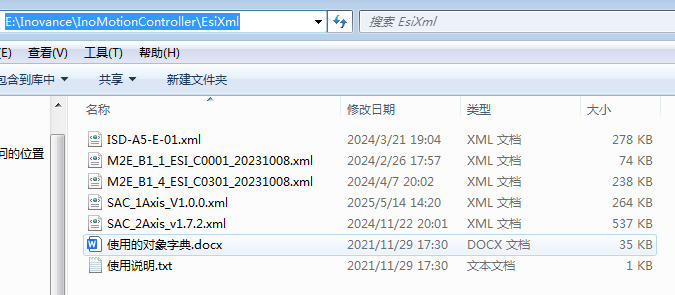 E:\Inovance\InoMotionController\EsiXml 搜索 EsiXml
E) 查看(V) 工具(T) 帮助(H)
包含到库中 共享 新建文件夹
名称 修改日期 类型 大小
ISD-A5-E-01.xml 2024/3/21 19:04 XML 文档 278 KB
问的位置
M2E_B1_1_ESI_C0001_20231008.xml 2024/2/26 17:57 XML 文档 74 KB
M2E_B1_4_ESI_C0301_20231008.xml 2024/4/7 20:02 XML 文档 238 KB
SAC_1Axis_V1.0.0.xml 2025/5/14 14:20 XML 文档 264 KB
SAC_2Axis_v1.7.2.xml 2024/11/22 20:01 XML 文档 537 KB
使用的对象字典.docx 2021/11/29 17:30 DOCX 文档 35 KB
使用说明.txt 2021/11/29 17:30 文本文档 1 KB